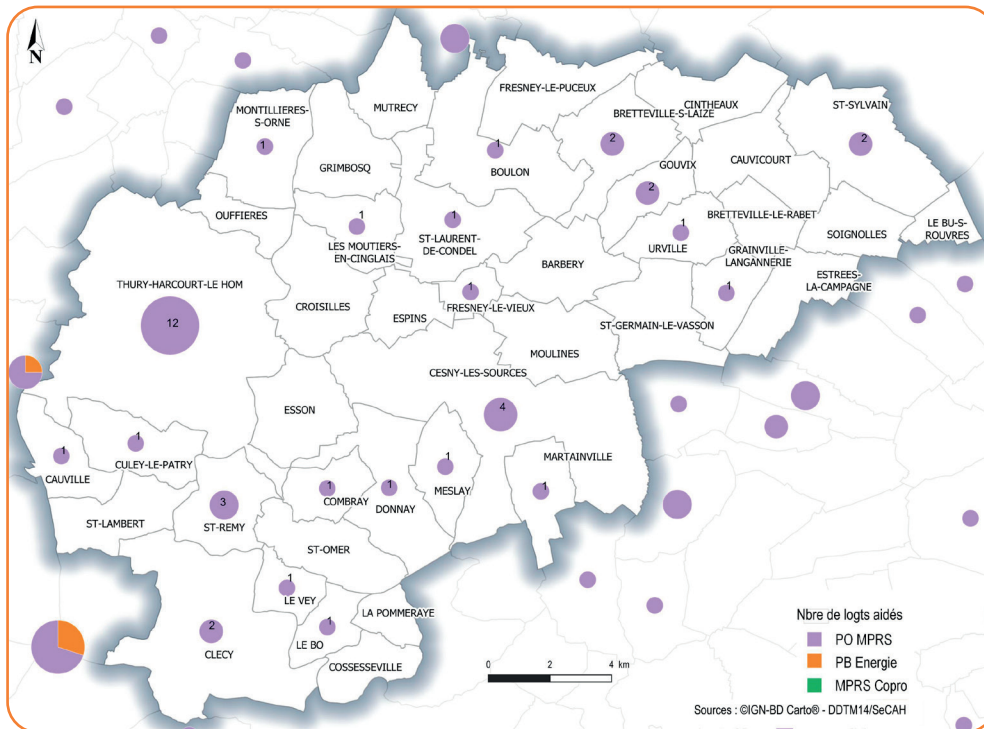 N
MUTRECY
FRESNEY-LE-PUCEUX
CINTHEAUX
ST-SYLVAIN
2
MONTILLIERES-
S-ORNE
1
BRETTEVILLE-S-LAIZE
2
GRIMBOSQ
1
BOULON
GOUVIX
2
CAUVICOURT
OUFFIERES
1
LES MOUTIERS-
EN-CINGLAIS
1
ST-LAURENT-
DE-CONDEL
1
URVILLE
BRETTEVILLE-LE-RABET
SOIGNOLLES
LE BU-S-
ROUVRES
BARBERY
GRAINVILLE-
LANGANNERIE
1
ESTREES-
LA-CAMPAGNE
THURY-HARCOURT-LE HOM
12
CROISILLES
ESPINS
1
FRESNEY-LE-VIEUX
ST-GERMAIN-LE-VASSON
MOULINES
CESNY-LES-SOURCES
4
ESSON
1
CAUVILLE
1
CULEY-LE-PATRY
3
ST-REMY
1
COMBRAY
1
DONNAY
1
MESLAY
MARTAINVILLE
1
ST-LAMBERT
ST-OMER
1
LE VEY
LA POMMERAYE
2
CLECY
1
LE BO
COSSESSEVILLE
0 2 4 km
Nbre de logts aidés
PO MPRS
PB Energie
MPRS Copro
Sources : ©IGN-BD Carto® - DDTM14/SeCAH